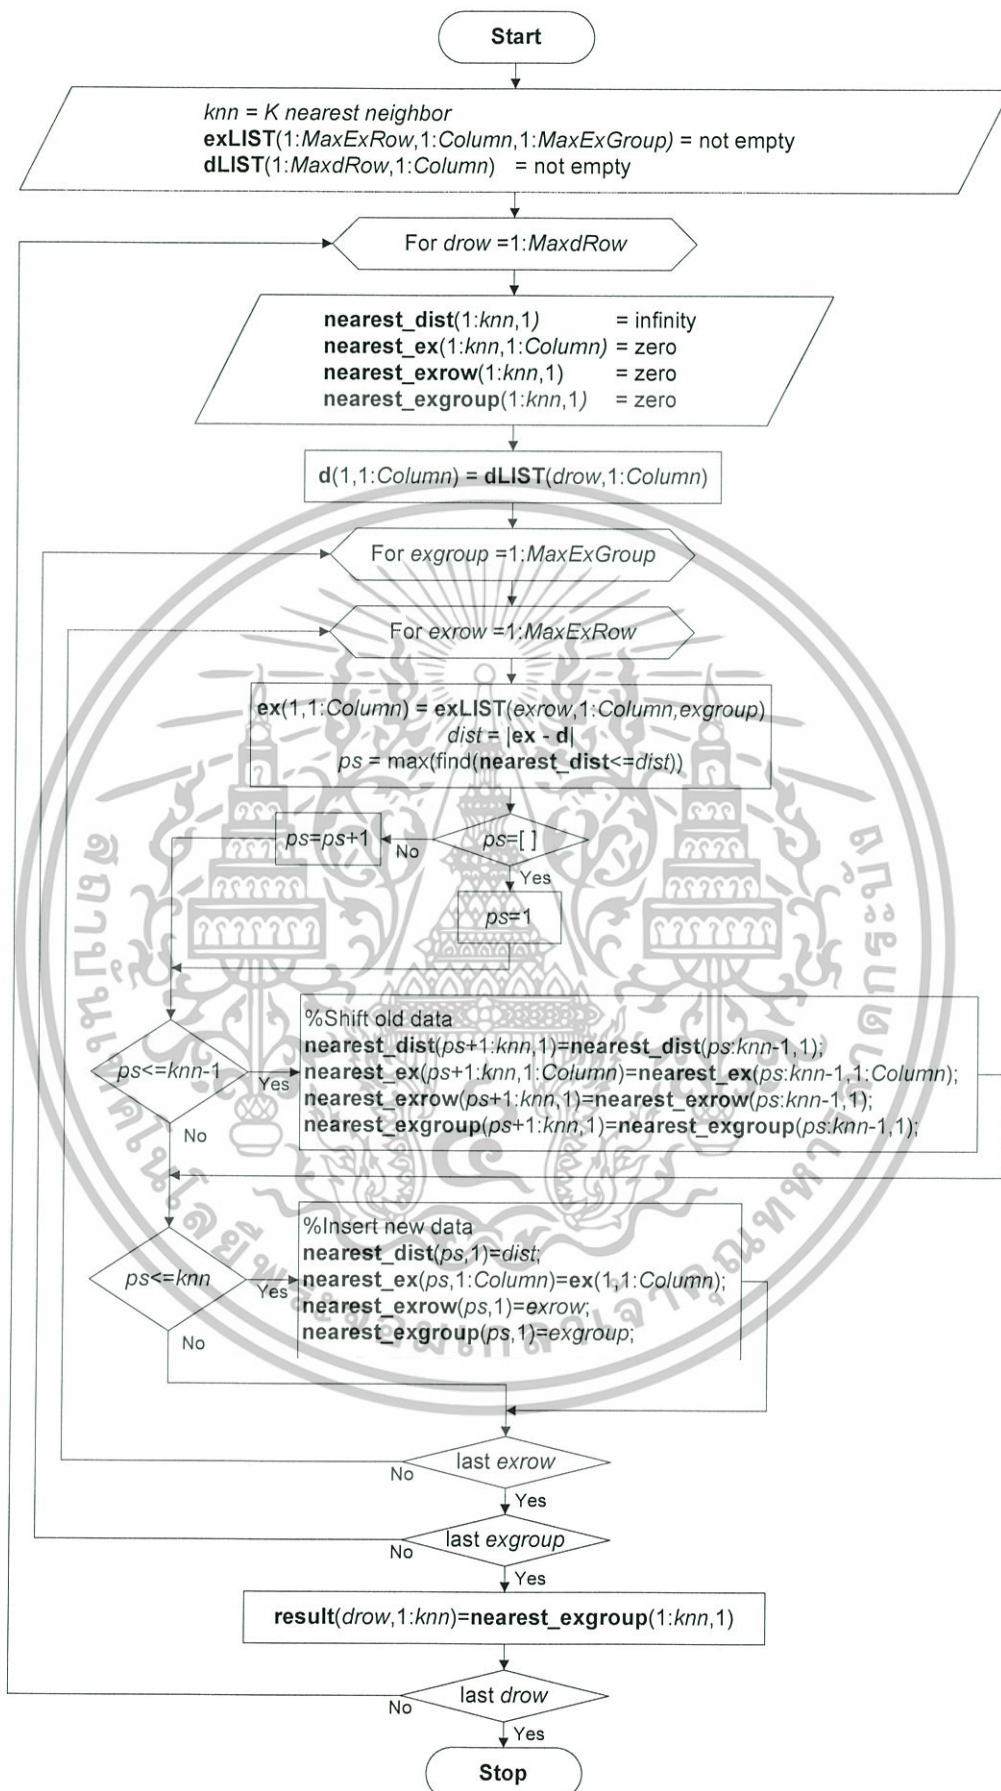 Start
knn = K nearest neighbor
exLIST(1:MaxExRow,1:Column,1:MaxExGroup) = not empty
dLIST(1:MaxdRow,1:Column) = not empty
For drow =1:MaxdRow
nearest_dist(1:knn,1) = infinity
nearest_ex(1:knn,1:Column) = zero
nearest_exrow(1:knn,1) = zero
nearest_exgroup(1:knn,1) = zero
d(1,1:Column) = dLIST(drow,1:Column)
For exgroup =1:MaxExGroup
For exrow =1:MaxExRow
ex(1,1:Column) = exLIST(exrow,1:Column,exgroup)
dist = |ex - d|
ps = max(find(nearest_dist<=dist))
ps=[ ]
No
ps=ps+1
Yes
ps=1
ps<=knn-1
Yes
%Shift old data
nearest_dist(ps+1:knn,1)=nearest_dist(ps:knn-1,1);
nearest_ex(ps+1:knn,1:Column)=nearest_ex(ps:knn-1,1:Column);
nearest_exrow(ps+1:knn,1)=nearest_exrow(ps:knn-1,1);
nearest_exgroup(ps+1:knn,1)=nearest_exgroup(ps:knn-1,1);
No
ps<=knn
Yes
%Insert new data
nearest_dist(ps,1)=dist;
nearest_ex(ps,1:Column)=ex(1,1:Column);
nearest_exrow(ps,1)=exrow;
nearest_exgroup(ps,1)=exgroup;
No
last exrow
No
Yes
last exgroup
No
Yes
result(drow,1:knn)=nearest_exgroup(1:knn,1)
last drow
No
Yes
Stop